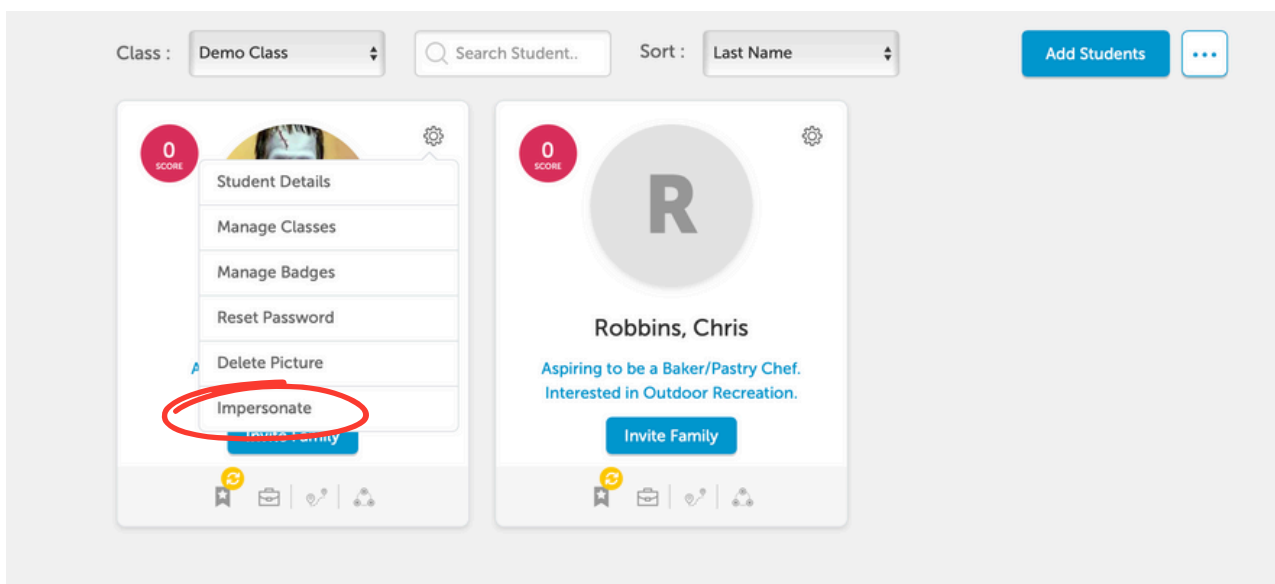 Class :
Demo Class
Search Student..
Sort :
Last Name
Add Students
0
SCORE
Student Details
Manage Classes
Manage Badges
Reset Password
Delete Picture
Impersonate
Invite Family
0
SCORE
R
Robbins, Chris
Aspiring to be a Baker/Pastry Chef.
Interested in Outdoor Recreation.
Invite Family